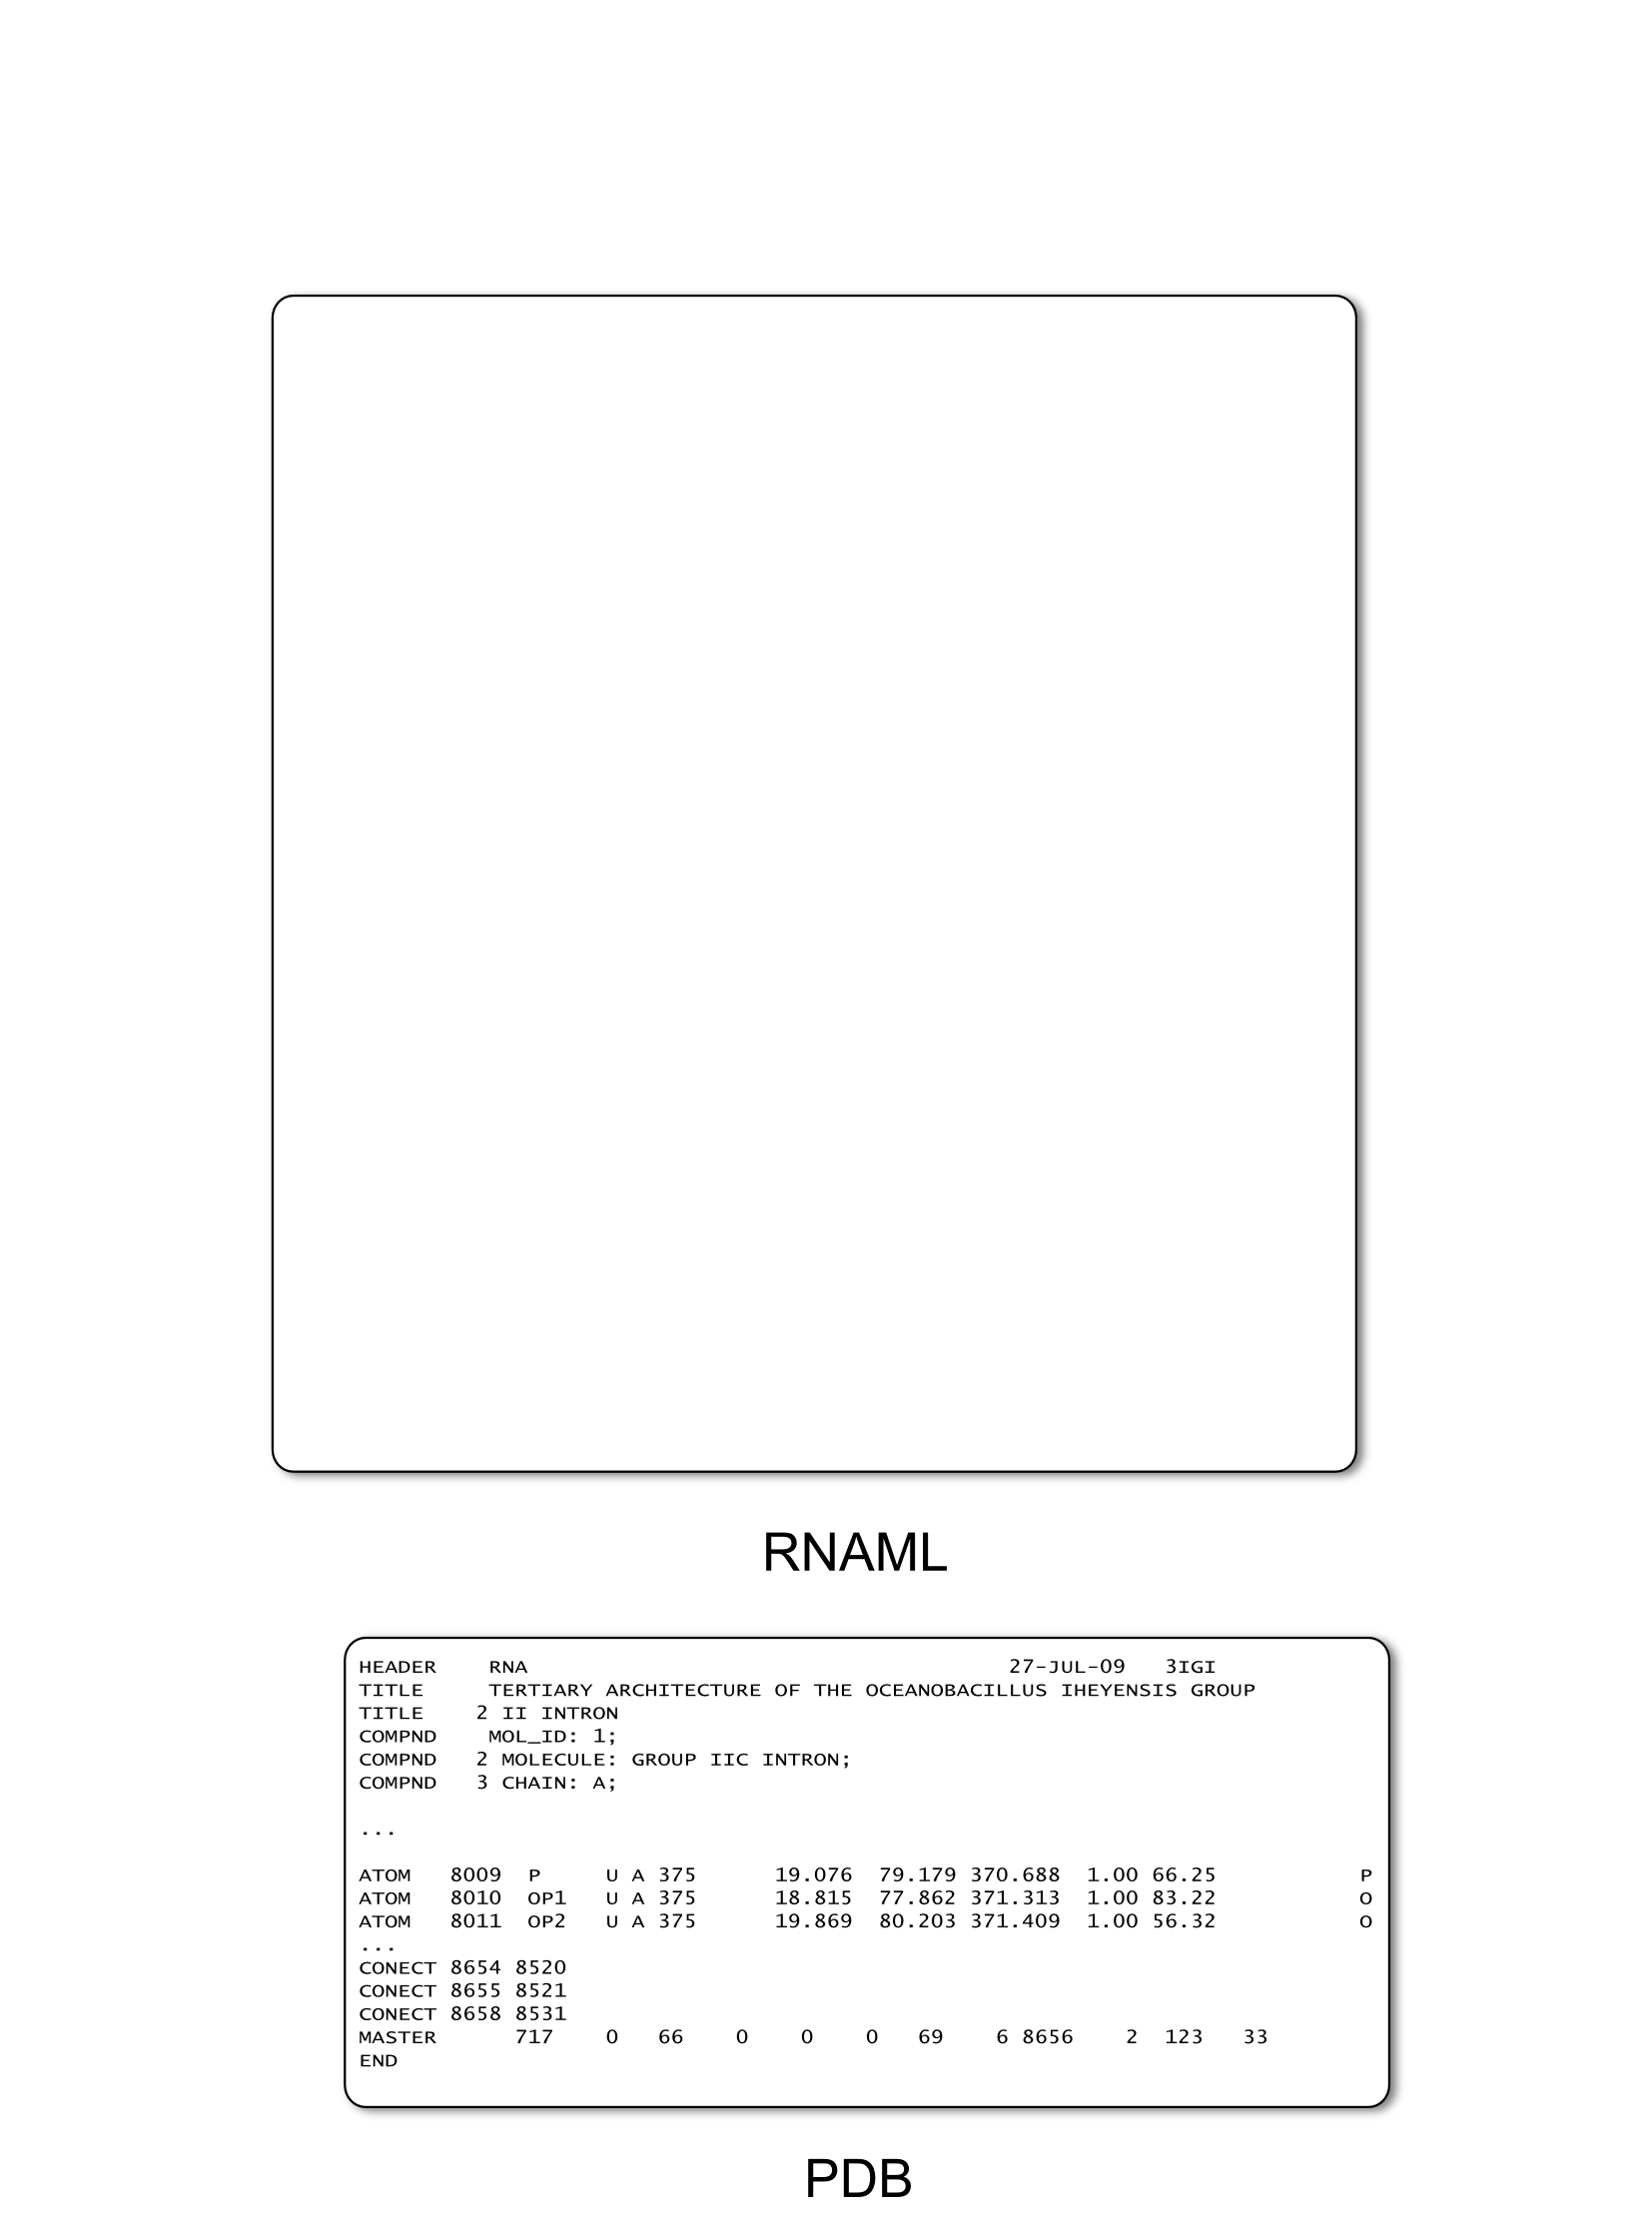 RNAML
HEADER    RNA                                     27-JUL-09   3IGI
TITLE     TERTIARY ARCHITECTURE OF THE OCEANOBACILLUS IHEYENSIS GROUP
TITLE    2 II INTRON
COMPND    MOL_ID: 1;
COMPND   2 MOLECULE: GROUP IIC INTRON;
COMPND   3 CHAIN: A;
...
ATOM   8009  P     U A 375      19.076  79.179 370.688  1.00 66.25           P
ATOM   8010  OP1   U A 375      18.815  77.862 371.313  1.00 83.22           O
ATOM   8011  OP2   U A 375      19.869  80.203 371.409  1.00 56.32           O
...
CONECT 8654 8520
CONECT 8655 8521
CONECT 8658 8531
MASTER      717    0   66    0    0    0   69    6 8656    2  123   33
END
PDB